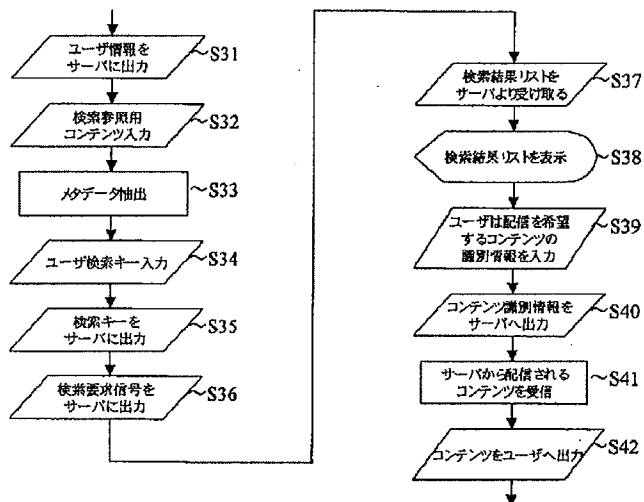 ユーザ情報を
サーバに出力
S31
検索参照用
コンテンツ入力
S32
メタデータ抽出
S33
ユーザ検索キー入力
S34
検索キーを
サーバに出力
S35
検索要求信号を
サーバに出力
S36
検索結果リストを
サーバより受け取る
S37
検索結果リストを表示
S38
ユーザは配信を希望
するコンテンツの
識別情報を入力
S39
コンテンツ識別情報を
サーバへ出力
S40
サーバから配信される
コンテンツを受信
S41
コンテンツをユーザへ出力
S42